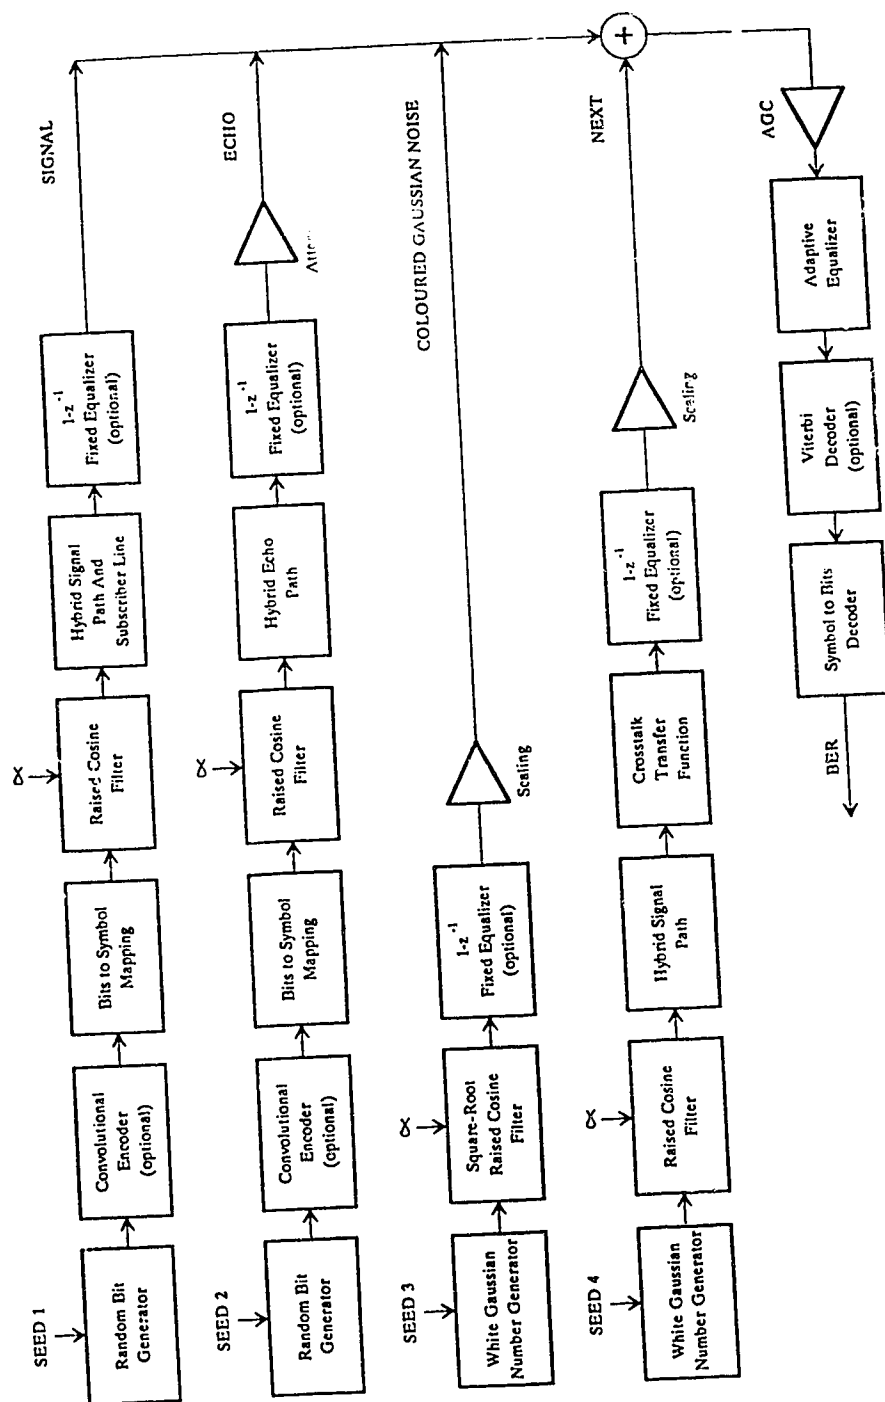 SEED 1
Random Bit
Generator
Convolutional
Encoder
(optional)
Bits to Symbol
Mapping
α
Raised Cosine
Filter
Hybrid Signal
Path And
Subscriber Line
1-z⁻¹
Fixed Equalizer
(optional)
SIGNAL
SEED 2
Random Bit
Generator
Convolutional
Encoder
(optional)
Bits to Symbol
Mapping
α
Raised Cosine
Filter
Hybrid Echo
Path
1-z⁻¹
Fixed Equalizer
(optional)
ECHO
SEED 3
White Gaussian
Number Generator
α
Square-Root
Raised Cosine
Filter
1-z⁻¹
Fixed Equalizer
(optional)
Scaling
COLOURED GAUSSIAN NOISE
SEED 4
White Gaussian
Number Generator
α
Raised Cosine
Filter
Hybrid Signal
Path
Crosstalk
Transfer
Function
1-z⁻¹
Fixed Equalizer
(optional)
Scaling
NEXT
+
AGC
Adaptive
Equalizer
Viterbi
Decoder
(optional)
Symbol to Bits
Decoder
BER